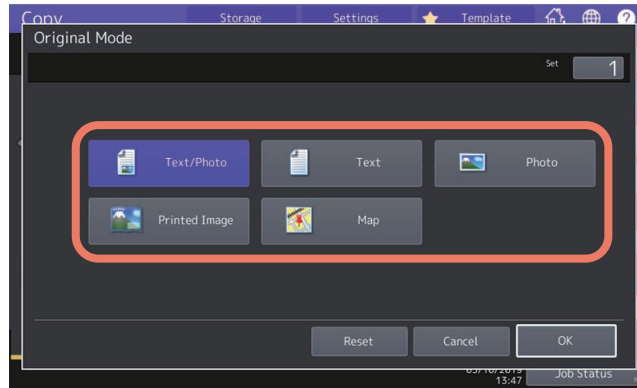 Copy Storage Settings Template ?
Original Mode
Set 1
Text/Photo Text Photo
Printed Image Map
Reset Cancel OK
13:47 Job Status